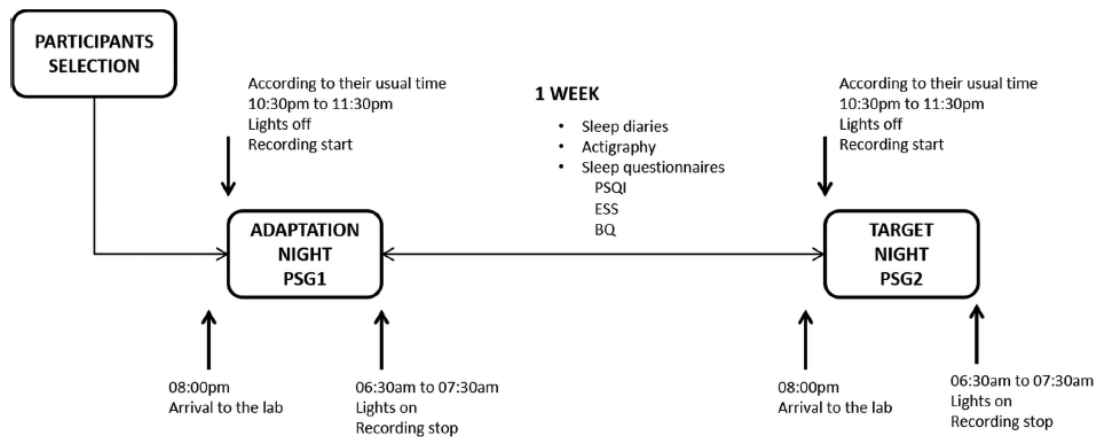 PARTICIPANTS
SELECTION
According to their usual time
10:30pm to 11:30pm
Lights off
Recording start
1 WEEK
• Sleep diaries
• Actigraphy
• Sleep questionnaires
PSQI
ESS
BQ
According to their usual time
10:30pm to 11:30pm
Lights off
Recording start
ADAPTATION
NIGHT
PSG1
TARGET
NIGHT
PSG2
08:00pm
Arrival to the lab
06:30am to 07:30am
Lights on
Recording stop
08:00pm
Arrival to the lab
06:30am to 07:30am
Lights on
Recording stop